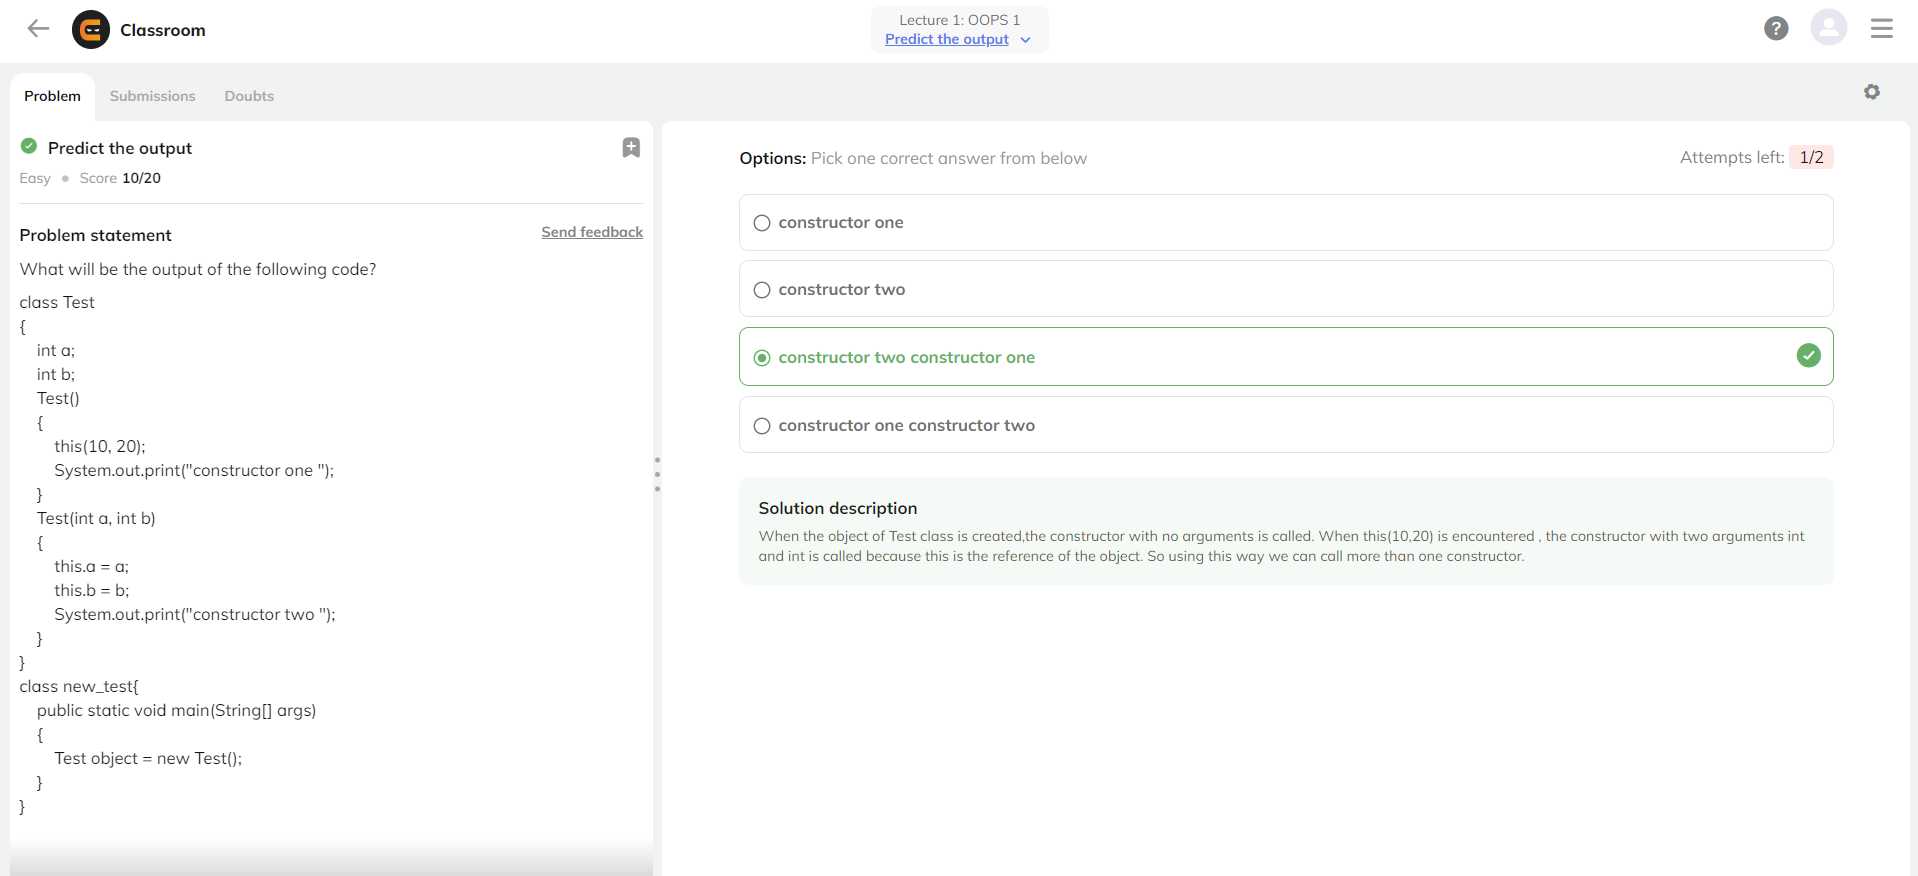 Classroom
Lecture 1: OOPS 1
Predict the output
?
Problem
Submissions
Doubts
Predict the output
Easy Score 10/20
Problem statement
Send feedback
What will be the output of the following code?
class Test
{
int a;
int b;
Test()
{
this(10, 20);
System.out.print("constructor one ");
}
Test(int a, int b)
{
this.a = a;
this.b = b;
System.out.print("constructor two ");
}
}
class new_test{
public static void main(String[] args)
{
Test object = new Test();
}
}
Options: Pick one correct answer from below
Attempts left: 1/2
constructor one
constructor two
constructor two constructor one
constructor one constructor two
Solution description
When the object of Test class is created,the constructor with no arguments is called. When this(10,20) is encountered , the constructor with two arguments int
and int is called because this is the reference of the object. So using this way we can call more than one constructor.